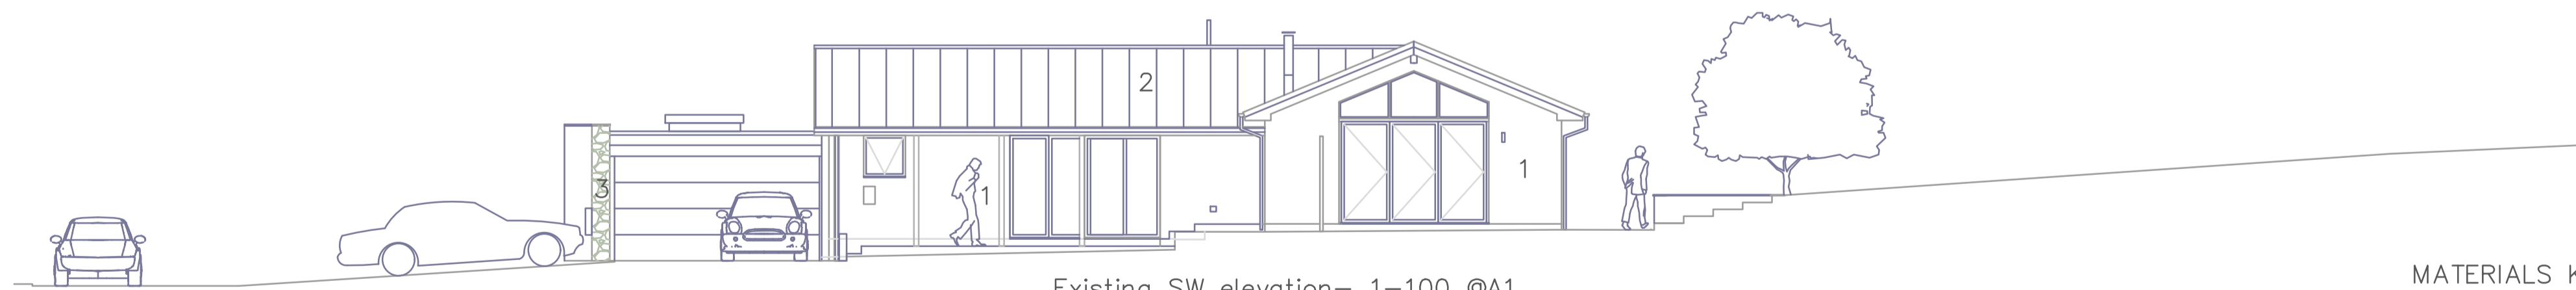 2
3
1
1
Existing SW elevation- 1-100 @A1
MATERIALS K